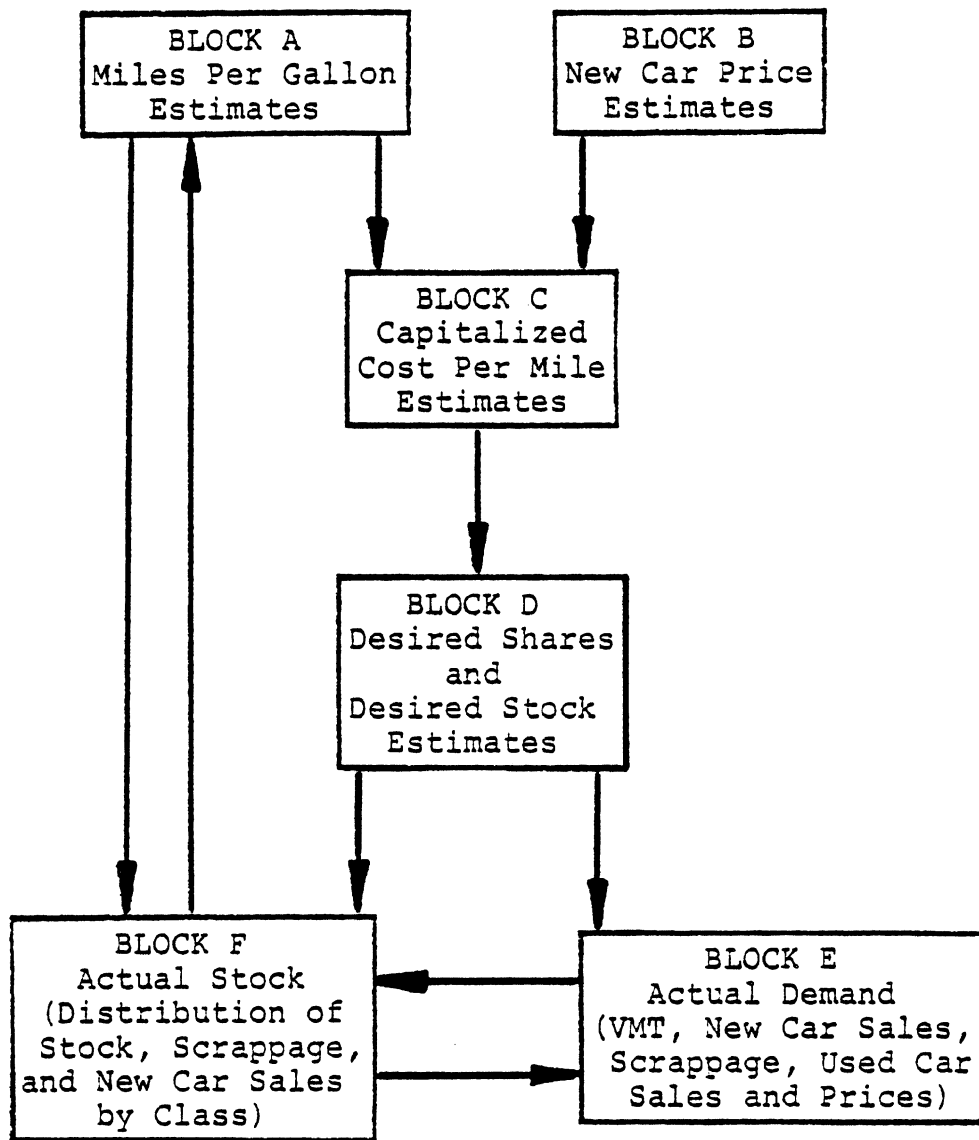 BLOCK A
Miles Per Gallon
Estimates
BLOCK B
New Car Price
Estimates
BLOCK C
Capitalized
Cost Per Mile
Estimates
BLOCK D
Desired Shares
and
Desired Stock
Estimates
BLOCK F
Actual Stock
(Distribution of
Stock, Scrappage,
and New Car Sales
by Class)
BLOCK E
Actual Demand
(VMT, New Car Sales,
Scrappage, Used Car
Sales and Prices)